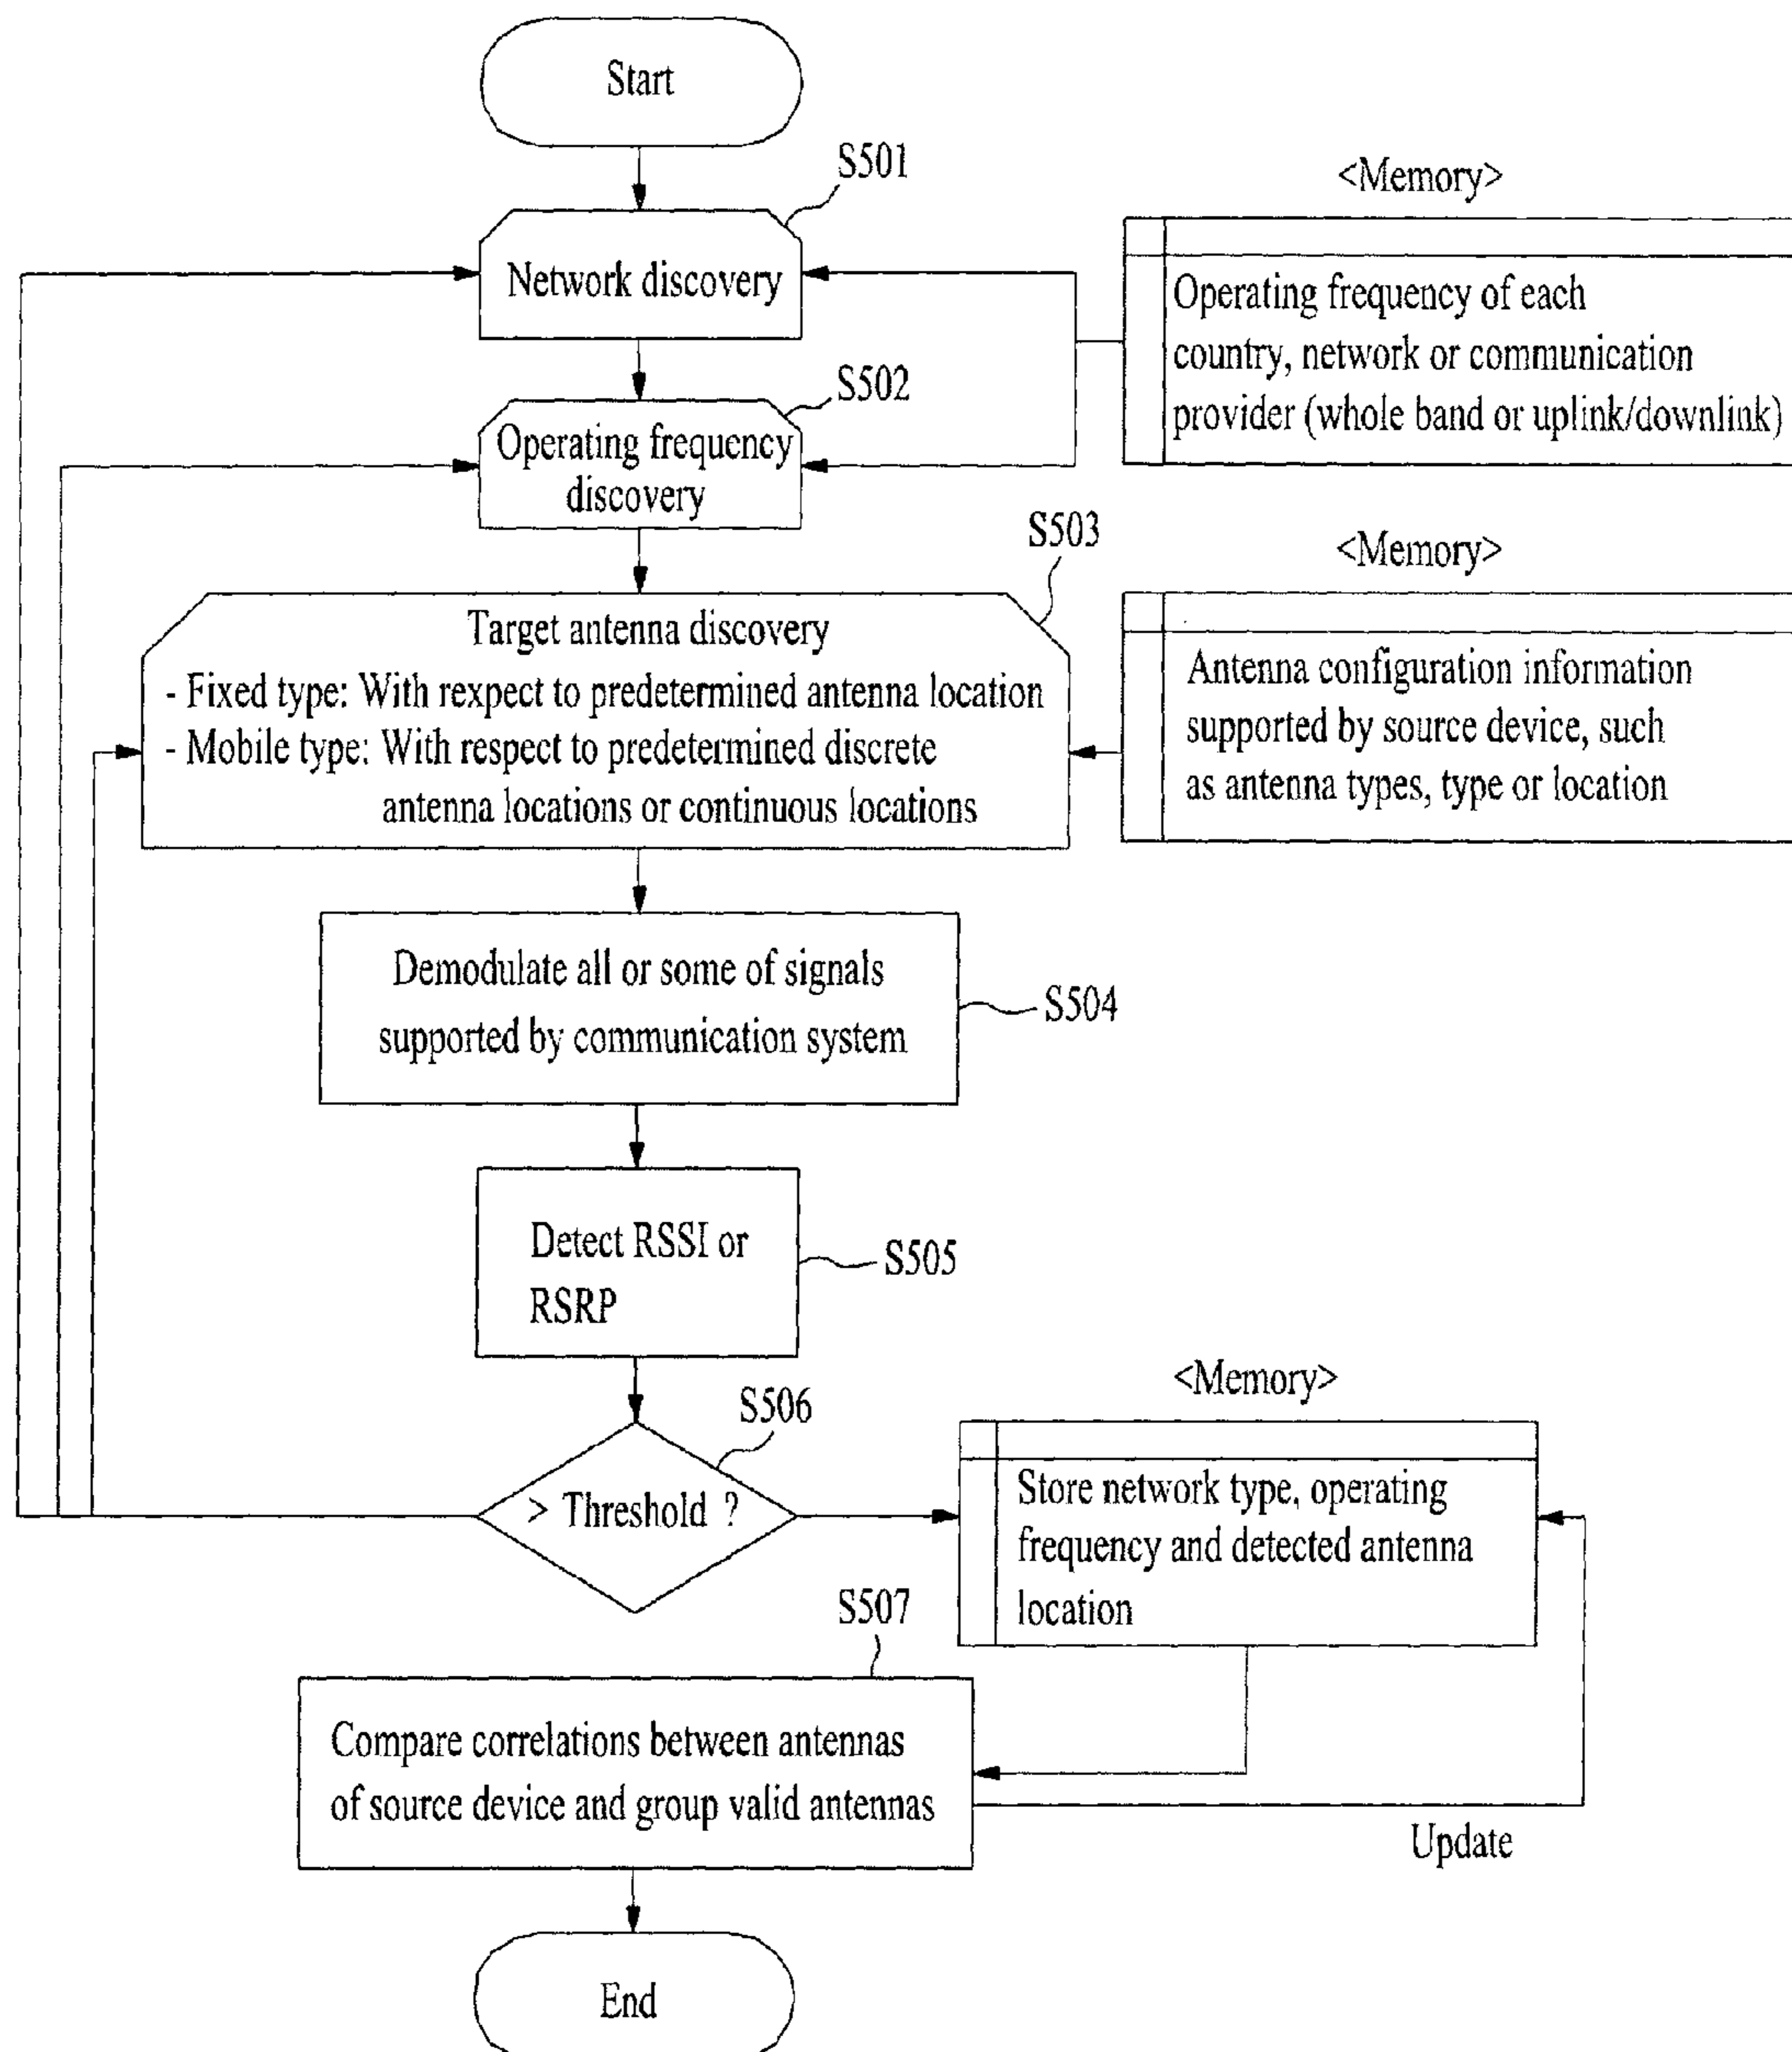 Start
S501
Network discovery
<Memory>
Operating frequency of each
country, network or communication
provider (whole band or uplink/downlink)
S502
Operating frequency
discovery
S503
Target antenna discovery
- Fixed type: With rexpect to predetermined antenna location
- Mobile type: With respect to predetermined discrete
antenna locations or continuous locations
<Memory>
Antenna configuration information
supported by source device, such
as antenna types, type or location
Demodulate all or some of signals
supported by communication system
S504
Detect RSSI or
RSRP
S505
S506
> Threshold ?
<Memory>
Store network type, operating
frequency and detected antenna
location
S507
Compare correlations between antennas
of source device and group valid antennas
Update
End